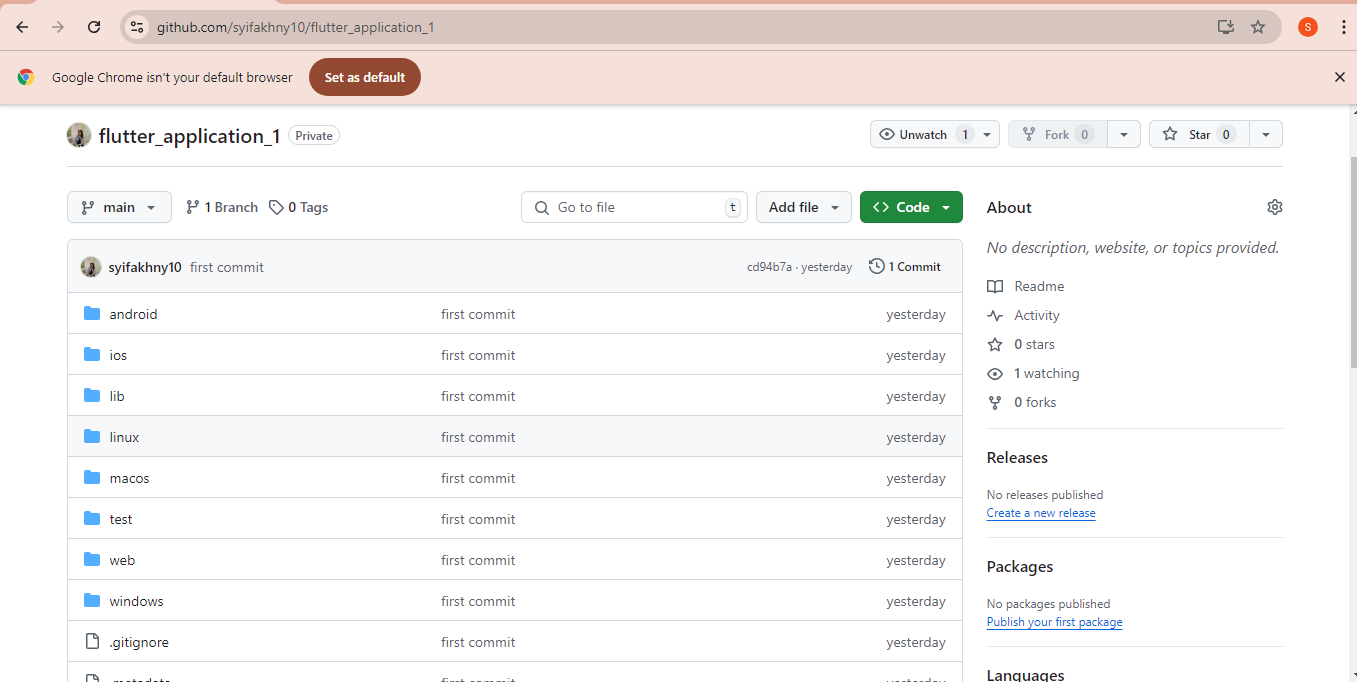 github.com/syifakhny10/flutter_application_1
S
Google Chrome isn't your default browser
Set as default
flutter_application_1 Private
Unwatch 1
Fork 0
Star 0
main
1 Branch
0 Tags
Go to file t
Add file
Code
About
No description, website, or topics provided.
Readme
Activity
0 stars
1 watching
0 forks
Releases
No releases published
Create a new release
Packages
No packages published
Publish your first package
Languages
syifakhny10 first commit cd94b7a · yesterday 1 Commit
android first commit yesterday
ios first commit yesterday
lib first commit yesterday
linux first commit yesterday
macos first commit yesterday
test first commit yesterday
web first commit yesterday
windows first commit yesterday
.gitignore first commit yesterday
.metadata first commit yesterday